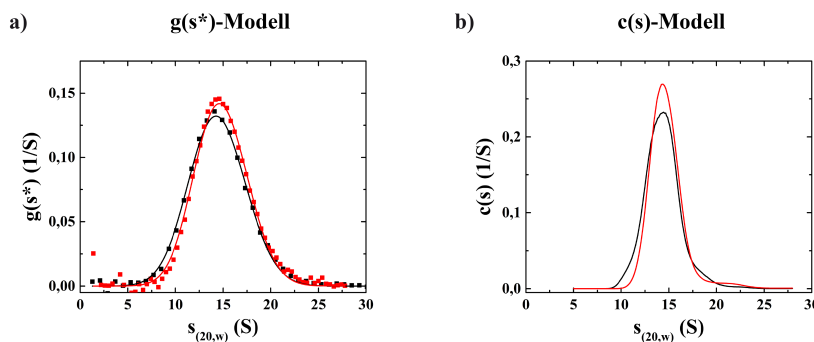 a)
g(s*)-Modell
g(s*) (1/S)
0,15
0,10
0,05
0,00
0 5 10 15 20 25 30
s(20,w) (S)
b)
c(s)-Modell
c(s) (1/S)
0,3
0,2
0,1
0,0
0 5 10 15 20 25 30
s(20,w) (S)